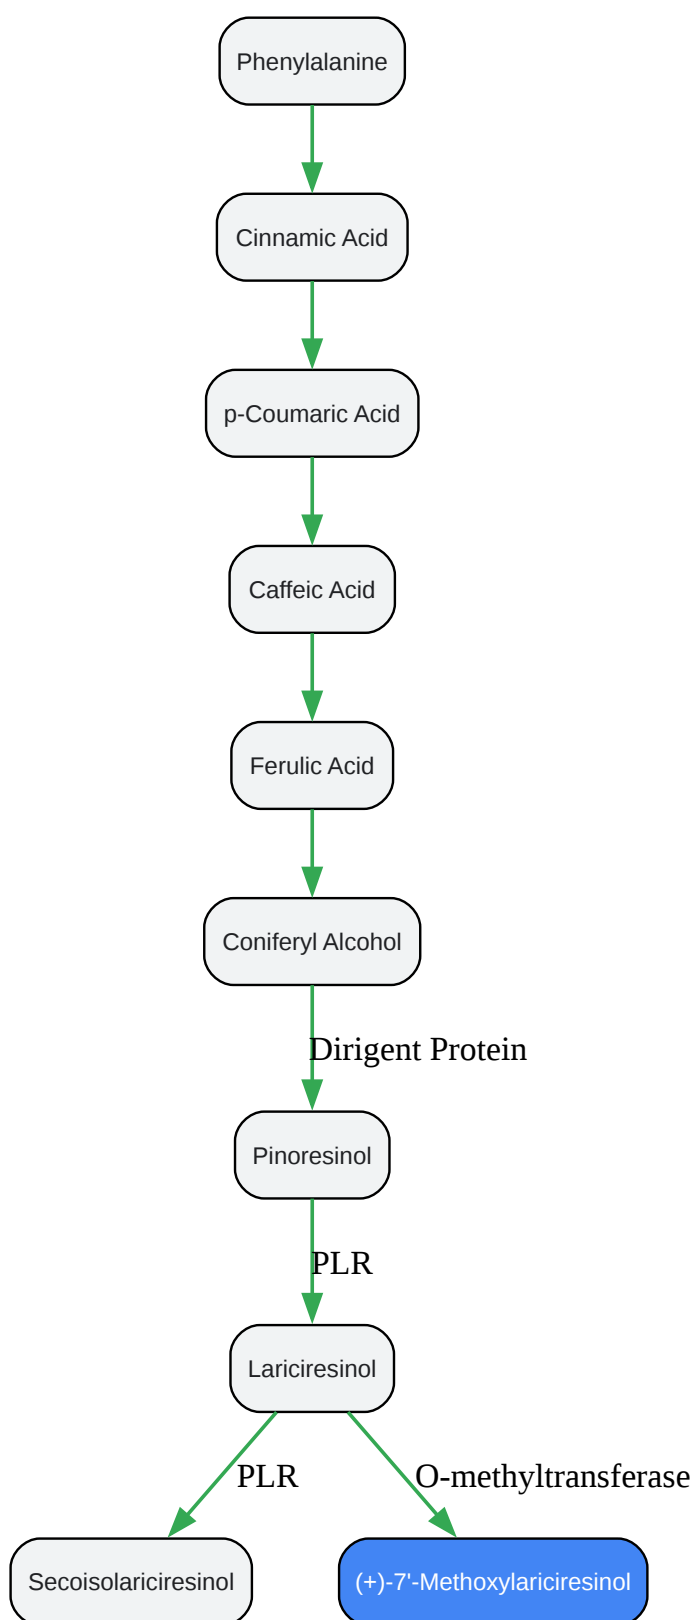 Phenylalanine
Cinnamic Acid
p-Coumaric Acid
Caffeic Acid
Ferulic Acid
Coniferyl Alcohol
Dirigent Protein
Pinoresinol
PLR
Lariciresinol
PLR
O-methyltransferase
Secoisolariciresinol
(+)-7'-Methoxylariciresinol